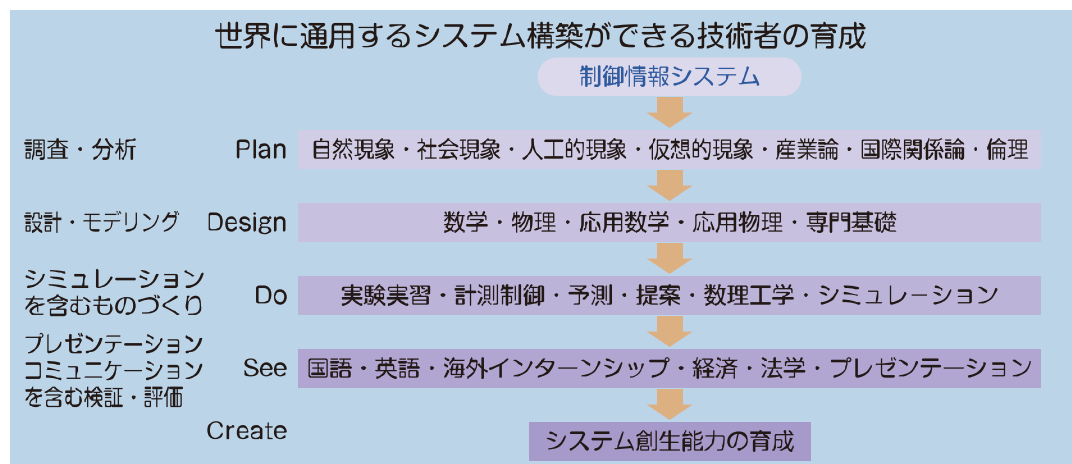 世界に通用するシステム構築ができる技術者の育成
制御情報システム
調査・分析 Plan 自然現象・社会現象・人工的現象・仮想的現象・産業論・国際関係論・倫理
設計・モデリング Design 数学・物理・応用数学・応用物理・専門基礎
シミュレーション
を含むものづくり Do 実験実習・計測制御・予測・提案・数理工学・シミュレーション
プレゼンテーション
コミュニケーション
を含む検証・評価 See 国語・英語・海外インターンシップ・経済・法学・プレゼンテーション
Create システム創生能力の育成